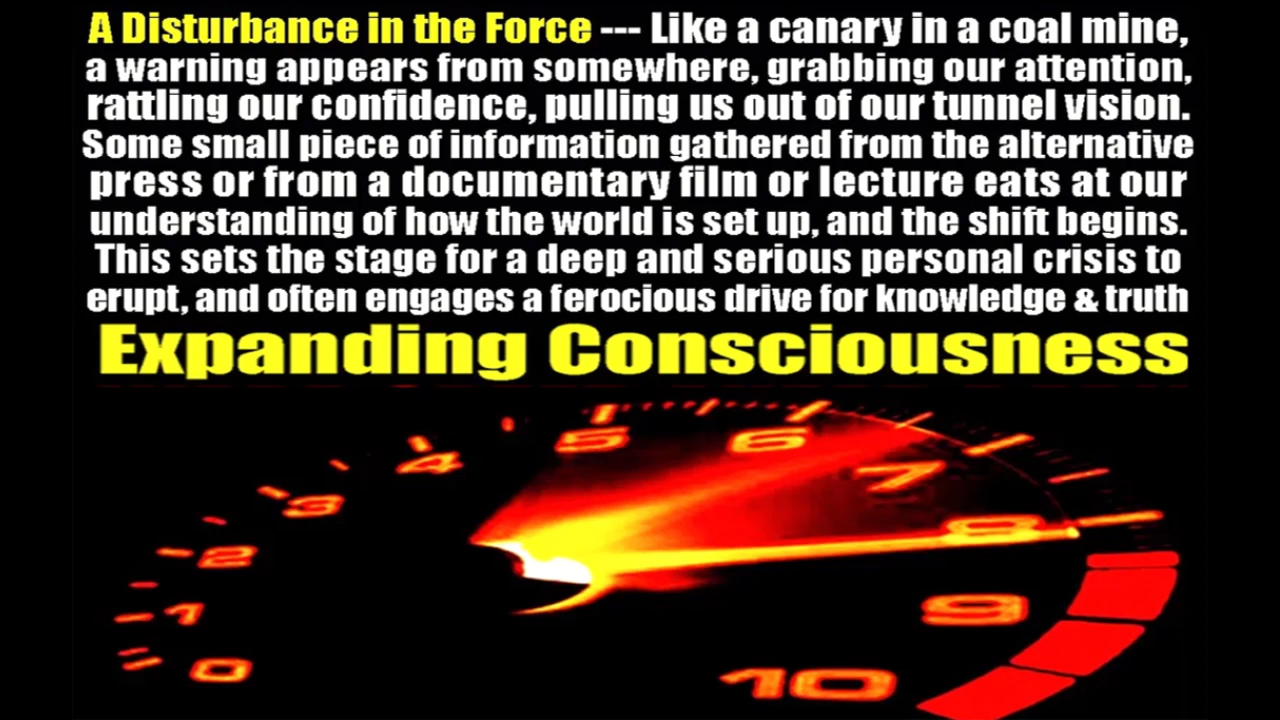 A Disturbance in the Force --- Like a canary in a coal mine,
a warning appears from somewhere, grabbing our attention,
rattling our confidence, pulling us out of our tunnel vision.
Some small piece of information gathered from the alternative
press or from a documentary film or lecture eats at our
understanding of how the world is set up, and the shift begins.
This sets the stage for a deep and serious personal crisis to
erupt, and often engages a ferocious drive for knowledge & truth
Expanding Consciousness
0
1
2
3
4
5
6
7
8
9
10